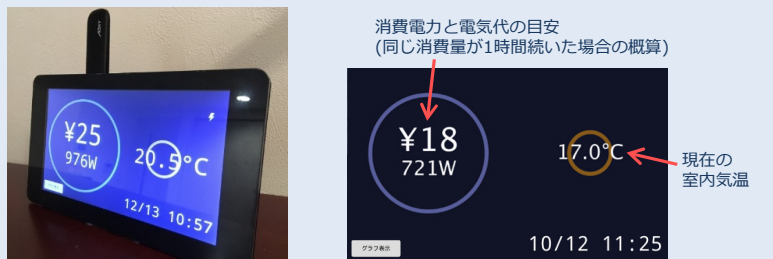 ¥25
976W
20.5°C
12/13 10:57
消費電力と電気代の目安
(同じ消費量が1時間続いた場合の概算)
¥18
721W
17.0℃
現在の
室内気温
グラフ表示
10/12 11:25